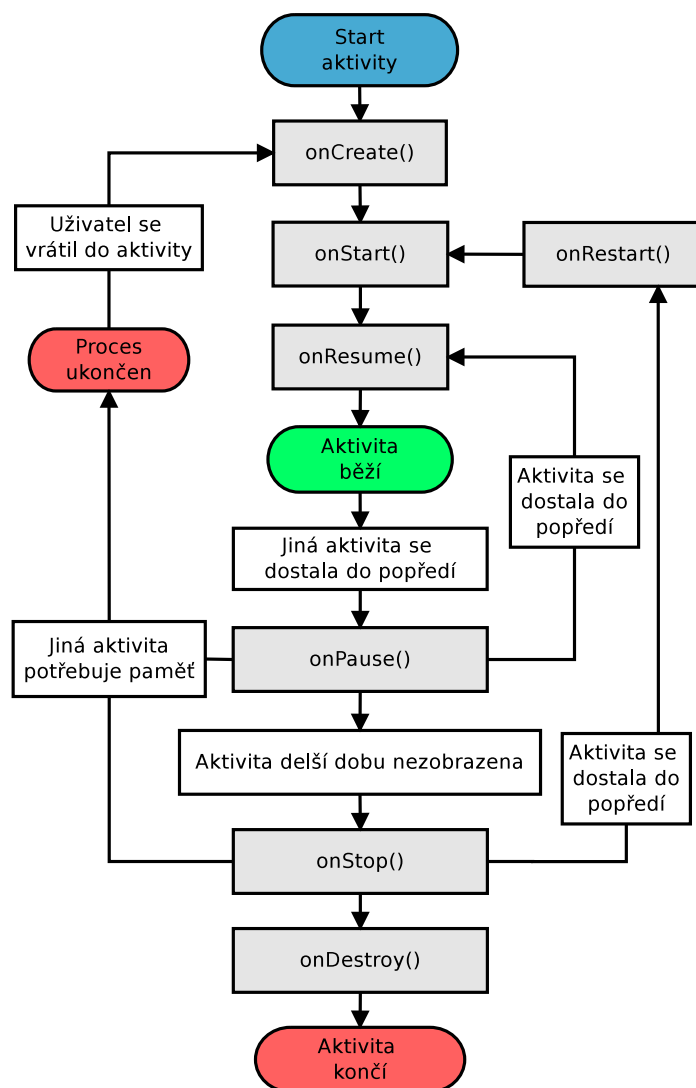 Start
aktivity
onCreate()
Uživatel se
vrátil do aktivity
onStart()
onRestart()
Proces
ukončen
onResume()
Aktivita
běží
Aktivita se
dostala do
popředí
Jiná aktivita se
dostala do popředí
Jiná aktivita
potřebuje paměť
onPause()
Aktivita delší dobu nezobrazena
Aktivita se
dostala do
popředí
onStop()
onDestroy()
Aktivita
končí